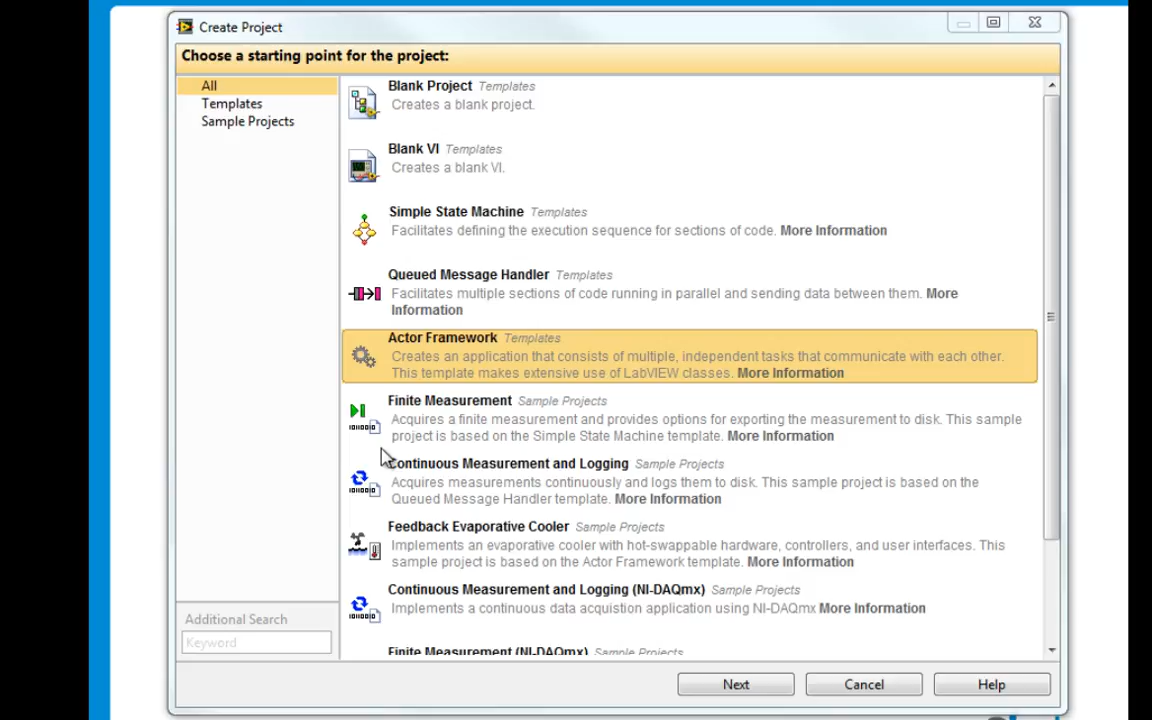 Create Project
Choose a starting point for the project:
All
Templates
Sample Projects
Blank Project Templates
Creates a blank project.
Blank VI Templates
Creates a blank VI.
Simple State Machine Templates
Facilitates defining the execution sequence for sections of code. More Information
Queued Message Handler Templates
Facilitates multiple sections of code running in parallel and sending data between them. More
Information
Actor Framework Templates
Creates an application that consists of multiple, independent tasks that communicate with each other.
This template makes extensive use of LabVIEW classes. More Information
Finite Measurement Sample Projects
Acquires a finite measurement and provides options for exporting the measurement to disk. This sample
project is based on the Simple State Machine template. More Information
Continuous Measurement and Logging Sample Projects
Acquires measurements continuously and logs them to disk. This sample project is based on the
Queued Message Handler template. More Information
Feedback Evaporative Cooler Sample Projects
Implements an evaporative cooler with hot-swappable hardware, controllers, and user interfaces. This
sample project is based on the Actor Framework template. More Information
Continuous Measurement and Logging (NI-DAQmx) Sample Projects
Implements a continuous data acquistion application using NI-DAQmx More Information
Finite Measurement (NI-DAQmx) Sample Projects
Additional Search
Keyword
Next
Cancel
Help